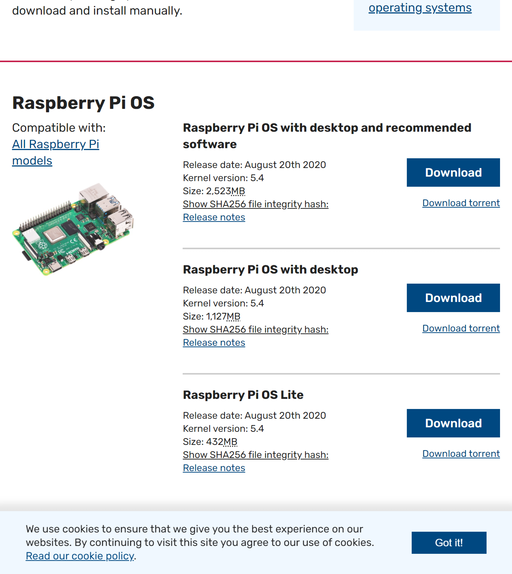 download and install manually.
operating systems
Raspberry Pi OS
Compatible with:
All Raspberry Pi
models
Raspberry Pi OS with desktop and recommended
software
Release date: August 20th 2020
Kernel version: 5.4
Size: 2,523MB
Show SHA256 file integrity hash:
Release notes
Download
Download torrent
Raspberry Pi OS with desktop
Release date: August 20th 2020
Kernel version: 5.4
Size: 1,127MB
Show SHA256 file integrity hash:
Release notes
Download
Download torrent
Raspberry Pi OS Lite
Release date: August 20th 2020
Kernel version: 5.4
Size: 432MB
Show SHA256 file integrity hash:
Release notes
Download
Download torrent
We use cookies to ensure that we give you the best experience on our
websites. By continuing to visit this site you agree to our use of cookies.
Read our cookie policy.
Got it!